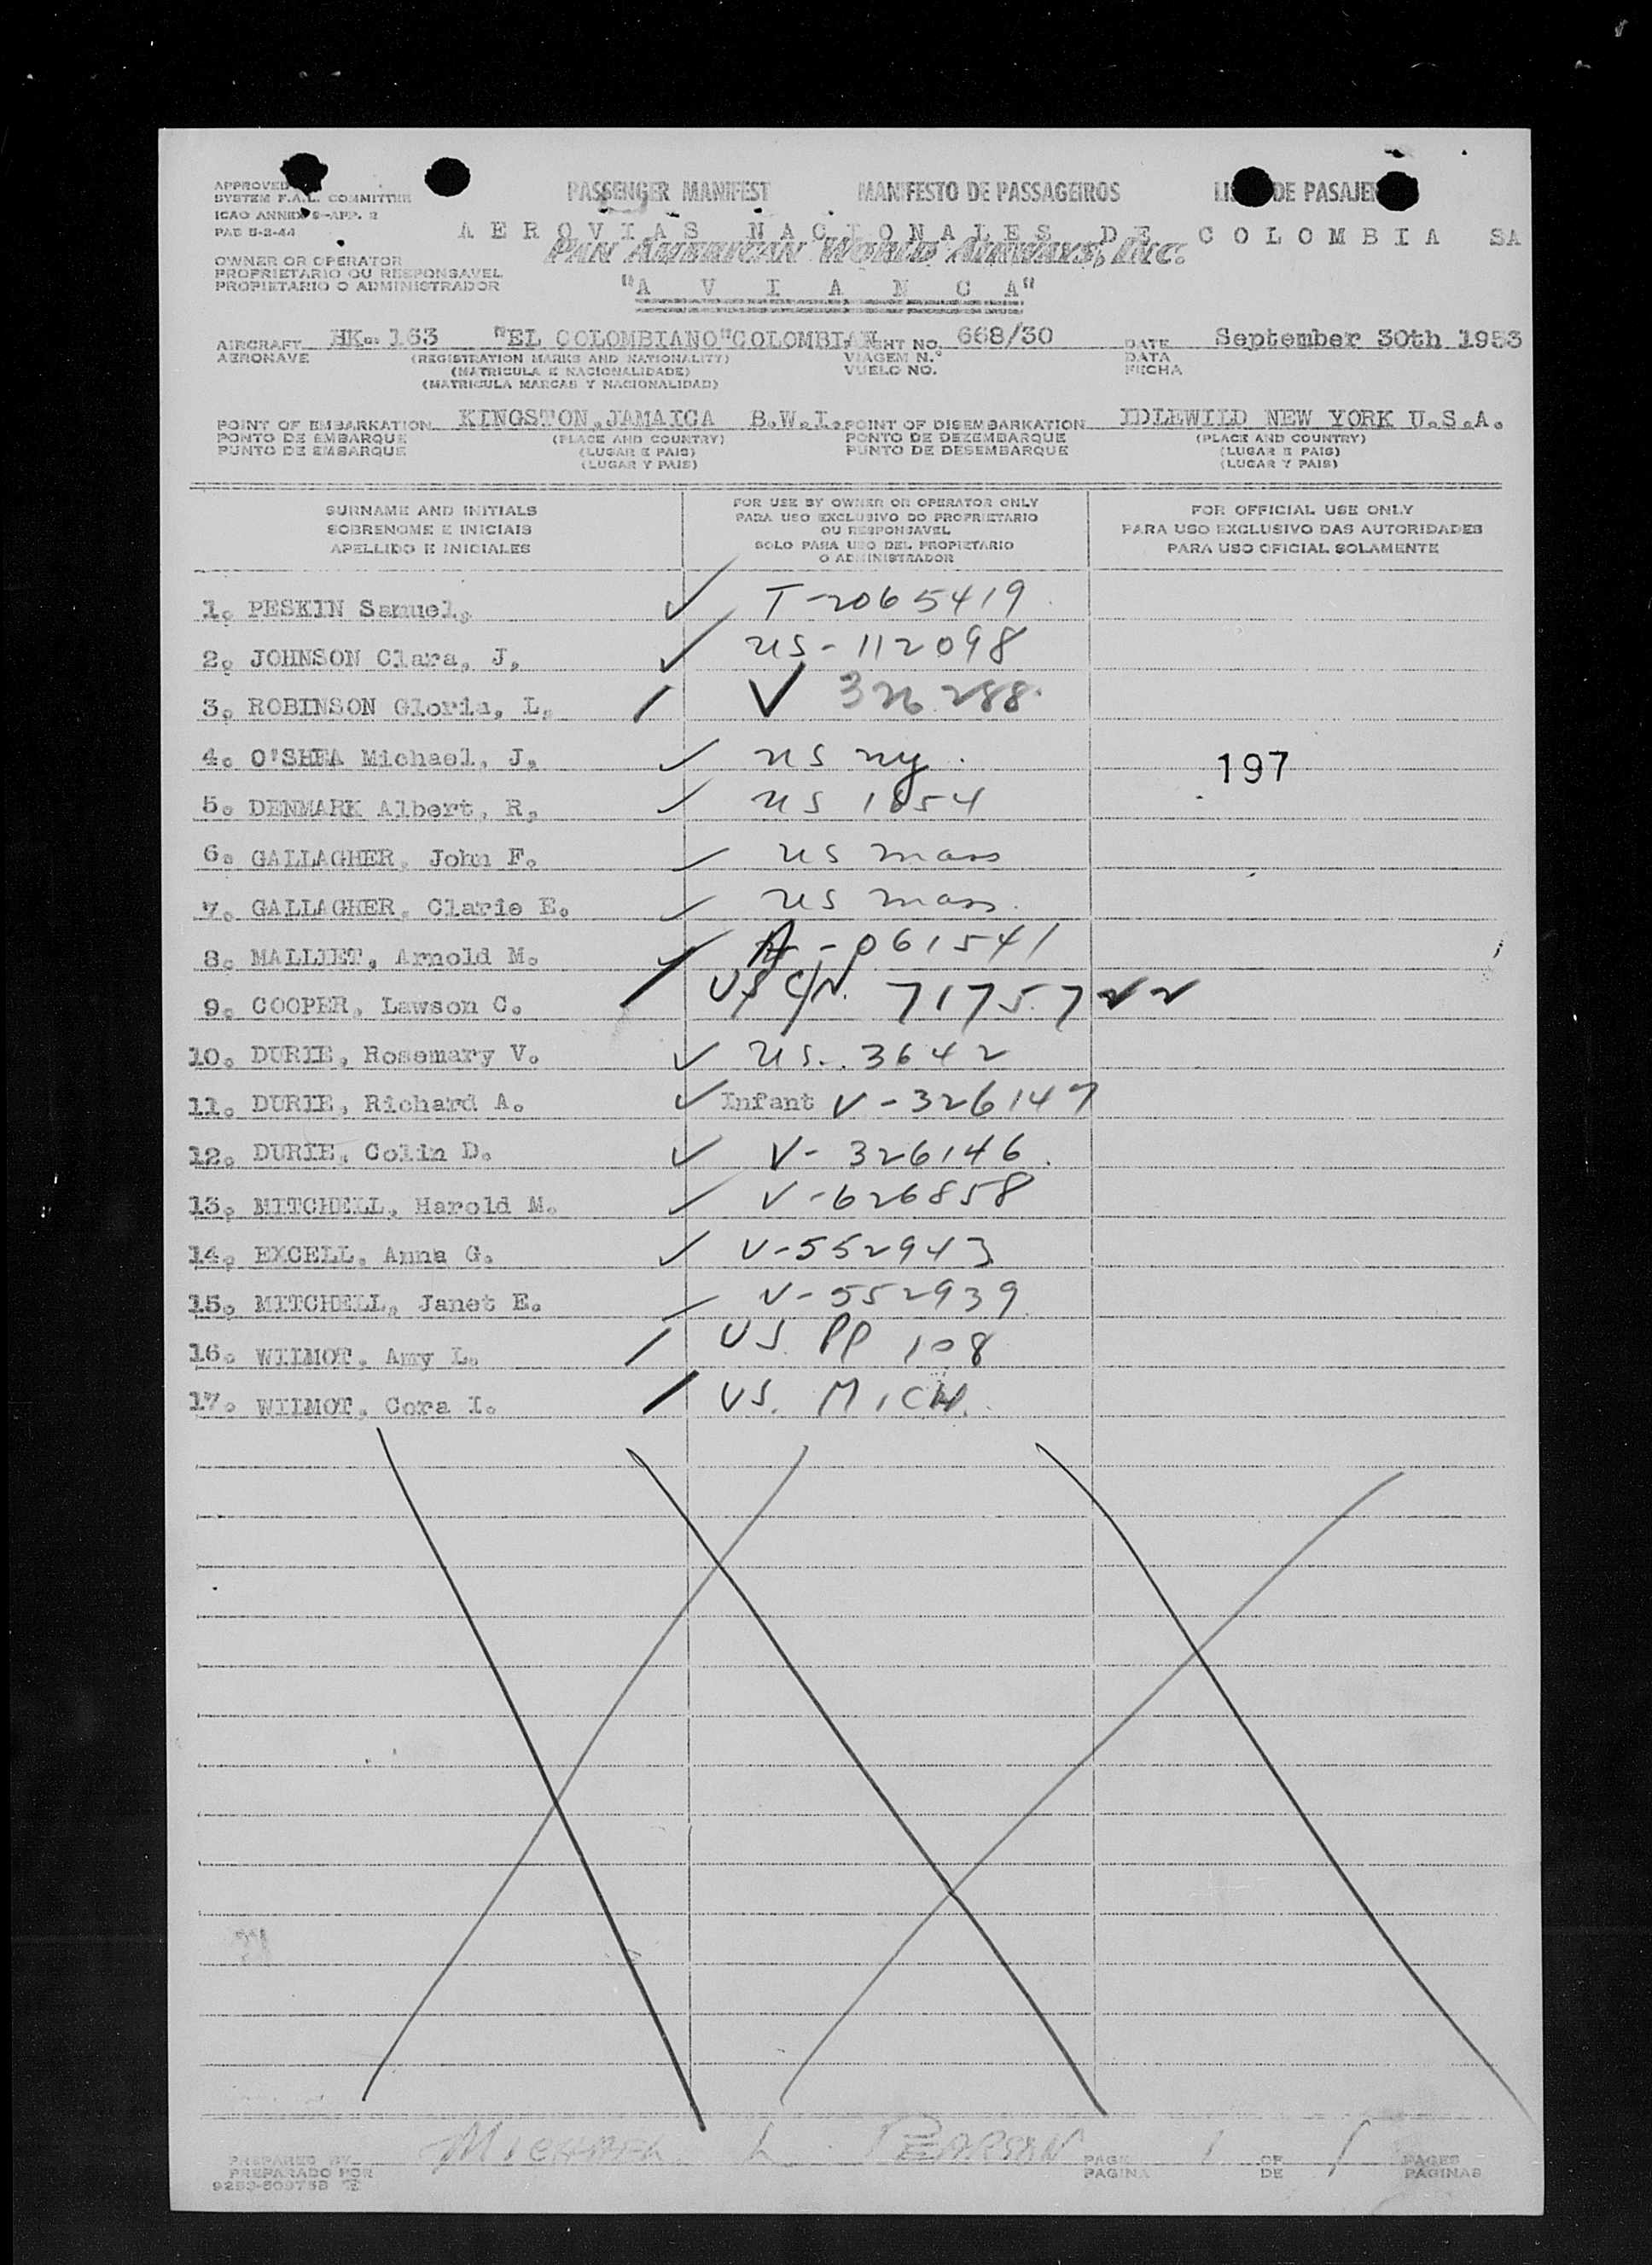 APPROVED
SYSTEM F.A.L. COMMITTEE
ICAO ANNEX 9-APP. 2
PAE 5-2-44
PASSENGER MANIFEST MANIFESTO DE PASSAGEIROS DE
AEROVIAS NACIONALES DE COLOMBIA SA
PAN AMERICAN WORLD AIRWAYS, INC.
"AVIANCA"
OWNER OR OPERATOR
PROPRIETARIO OU RESPONSAVEL
PROPIETARIO O ADMINISTRADOR
AIRCRAFT HK- 163 "EL COLOMBIANO" FLIGHT NO. 668/30 DATE September 30th 1953
AERONAVE (REGISTRATION MARKS AND NATIONALITY) VIAGEM N.° DATA
(MATRICULA E NACIONALIDADE) VUELO NO. FECHA
(MATRICULA MARCAS Y NACIONALIDAD)
POINT OF EMBARKATION KINGSTON,JAMAICA B.W.I. POINT OF DISEMBARKATION IDLEWILD NEW YORK U.S.A.
PONTO DE EMBARQUE (PLACE AND COUNTRY) PONTO DE DEZEMBARQUE (PLACE AND COUNTRY)
PUNTO DE EMBARQUE (LUGAR E PAIS) PUNTO DE DESEMBARQUE (LUGAR E PAIS)
(LUGAR Y PAIS) (LUGAR Y PAIS)
SURNAME AND INITIALS
SOBRENOME E INICIAIS
APELLIDO E INICIALES
FOR USE BY OWNER OR OPERATOR ONLY
PARA USO EXCLUSIVO DO PROPRIETARIO
OU RESPONSAVEL
SOLO PARA USO DEL PROPIETARIO
O ADMINISTRADOR
FOR OFFICIAL USE ONLY
PARA USO EXCLUSIVO DAS AUTORIDADES
PARA USO OFICIAL SOLAMENTE
1. PESKIN Samuel, ✓ T-2065419
2. JOHNSON Clara, J, ✓ US-112098
3. ROBINSON Gloria, L, / V 326288.
4. O'SHEA Michael, J, ✓ US NY. 197
5. DENMARK Albert, R, ✓ US 1654
6. GALLAGHER, John F. ✓ US Mass
7. GALLAGHER, Clarie E. ✓ US Mass.
8. MALLIET, Arnold M. ✓ A-061541
9. COOPER, Lawson C. / US C/N. 7175722
10. DURIE, Rosemary V. ✓ US. 3642
11. DURIE, Richard A. ✓ Infant V-326147
12. DURIE, Colin D. ✓ V-326146.
13. MITCHELL, Harold M. ✓ V-626858
14. EXCELL, Anna G. ✓ V-552943
15. MITCHELL, Janet E. ✓ V-552939
16. WILMOT, Amy L. / US. PP 108
17. WILMOT, Cora I. / US. MICH.
PREPARED BY MICHAEL L. PEARSON PAGE 1 OF 1 PAGES
PREPARADO POR PAGINA DE PAGINAS